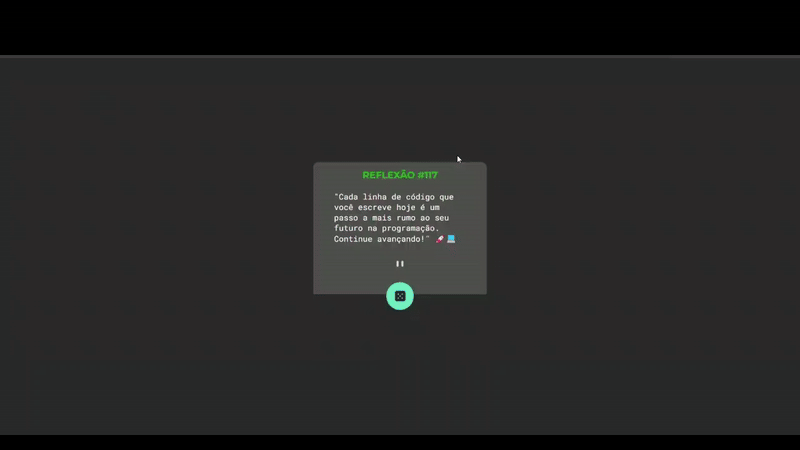 REFLEXÃO #117
"Cada linha de código que
você escreve hoje é um
passo a mais rumo ao seu
futuro na programação.
Continue avançando!" 🚀💻